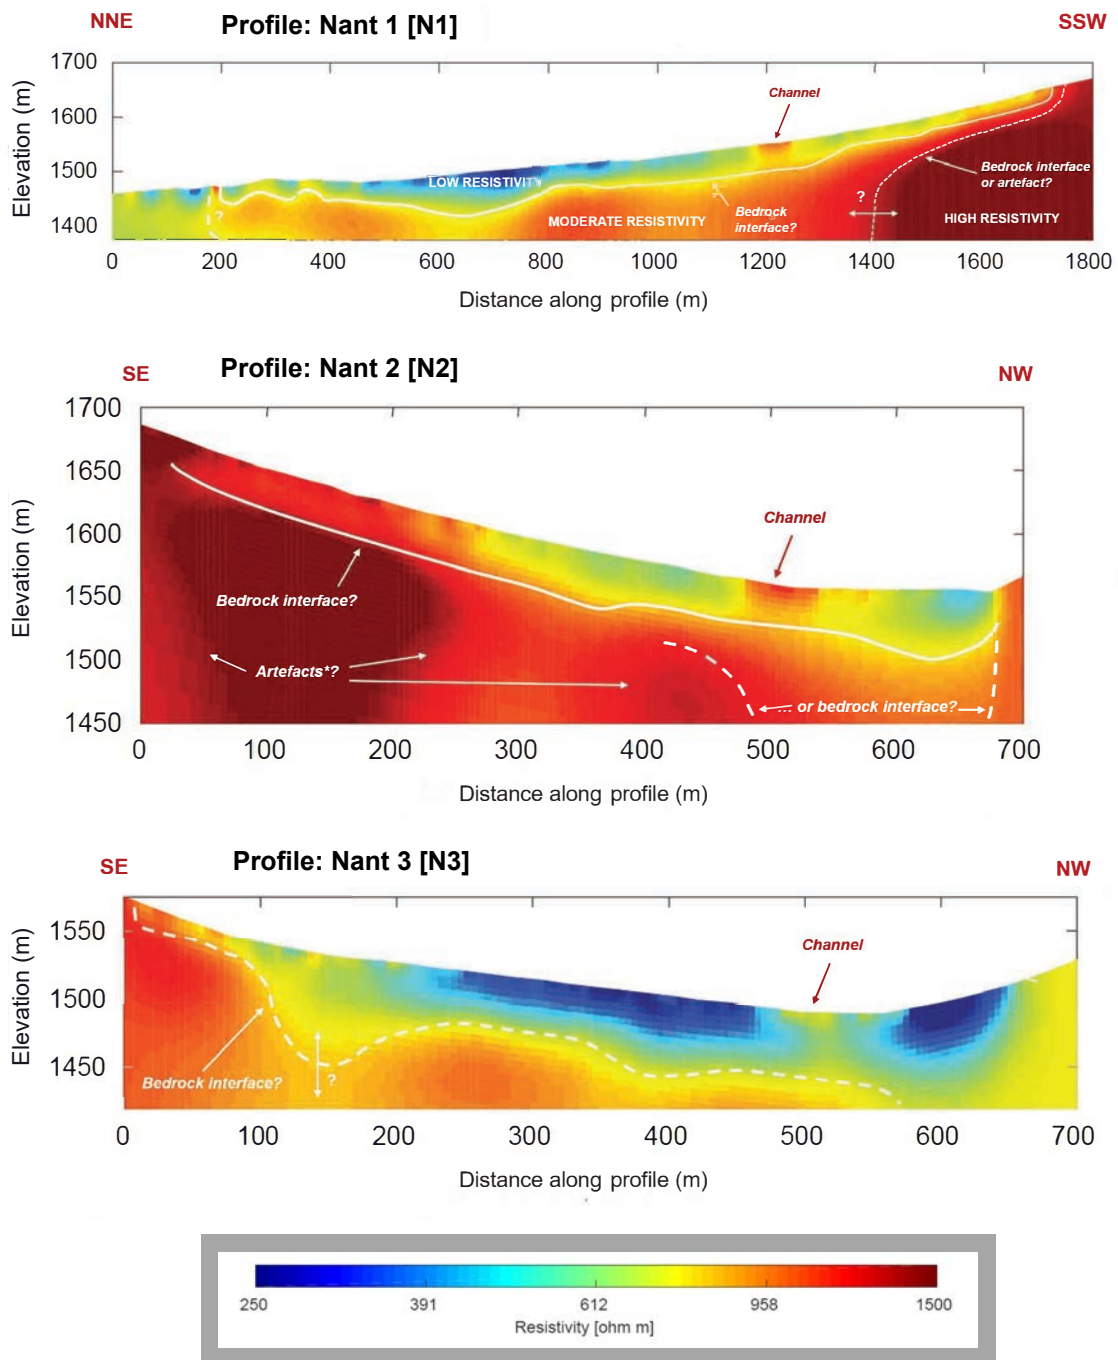 NNE
Profile: Nant 1 [N1]
SSW
1700
1600
1500
1400
Elevation (m)
Channel
LOW RESISTIVITY
MODERATE RESISTIVITY
Bedrock
interface?
Bedrock interface
or artefact?
HIGH RESISTIVITY
?
?
0 200 400 600 800 1000 1200 1400 1600 1800
Distance along profile (m)
SE
Profile: Nant 2 [N2]
NW
1700
1650
1600
1550
1500
1450
Elevation (m)
Channel
Bedrock interface?
Artefacts*?
... or bedrock interface?
0 100 200 300 400 500 600 700
Distance along profile (m)
SE
Profile: Nant 3 [N3]
NW
1550
1500
1450
Elevation (m)
Channel
Bedrock interface?
?
0 100 200 300 400 500 600 700
Distance along profile (m)
250 391 612 958 1500
Resistivity [ohm m]